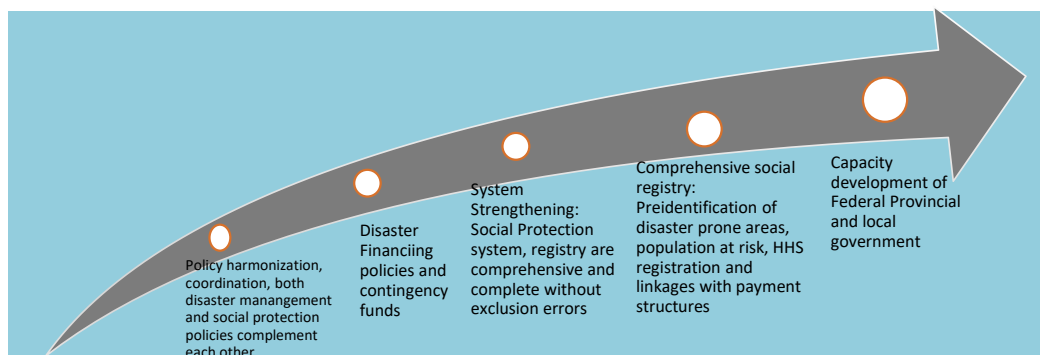 Policy harmonization,
coordination, both
disaster manangement
and social protection
policies complement
each other
Disaster
Financiing
policies and
contingency
funds
System
Strengthening:
Social Protection
system, registry are
comprehensive and
complete without
exclusion errors
Comprehensive social
registry:
Preidentification of
disaster prone areas,
population at risk, HHS
registration and
linkages with payment
structures
Capacity
development of
Federal Provincial
and local
government